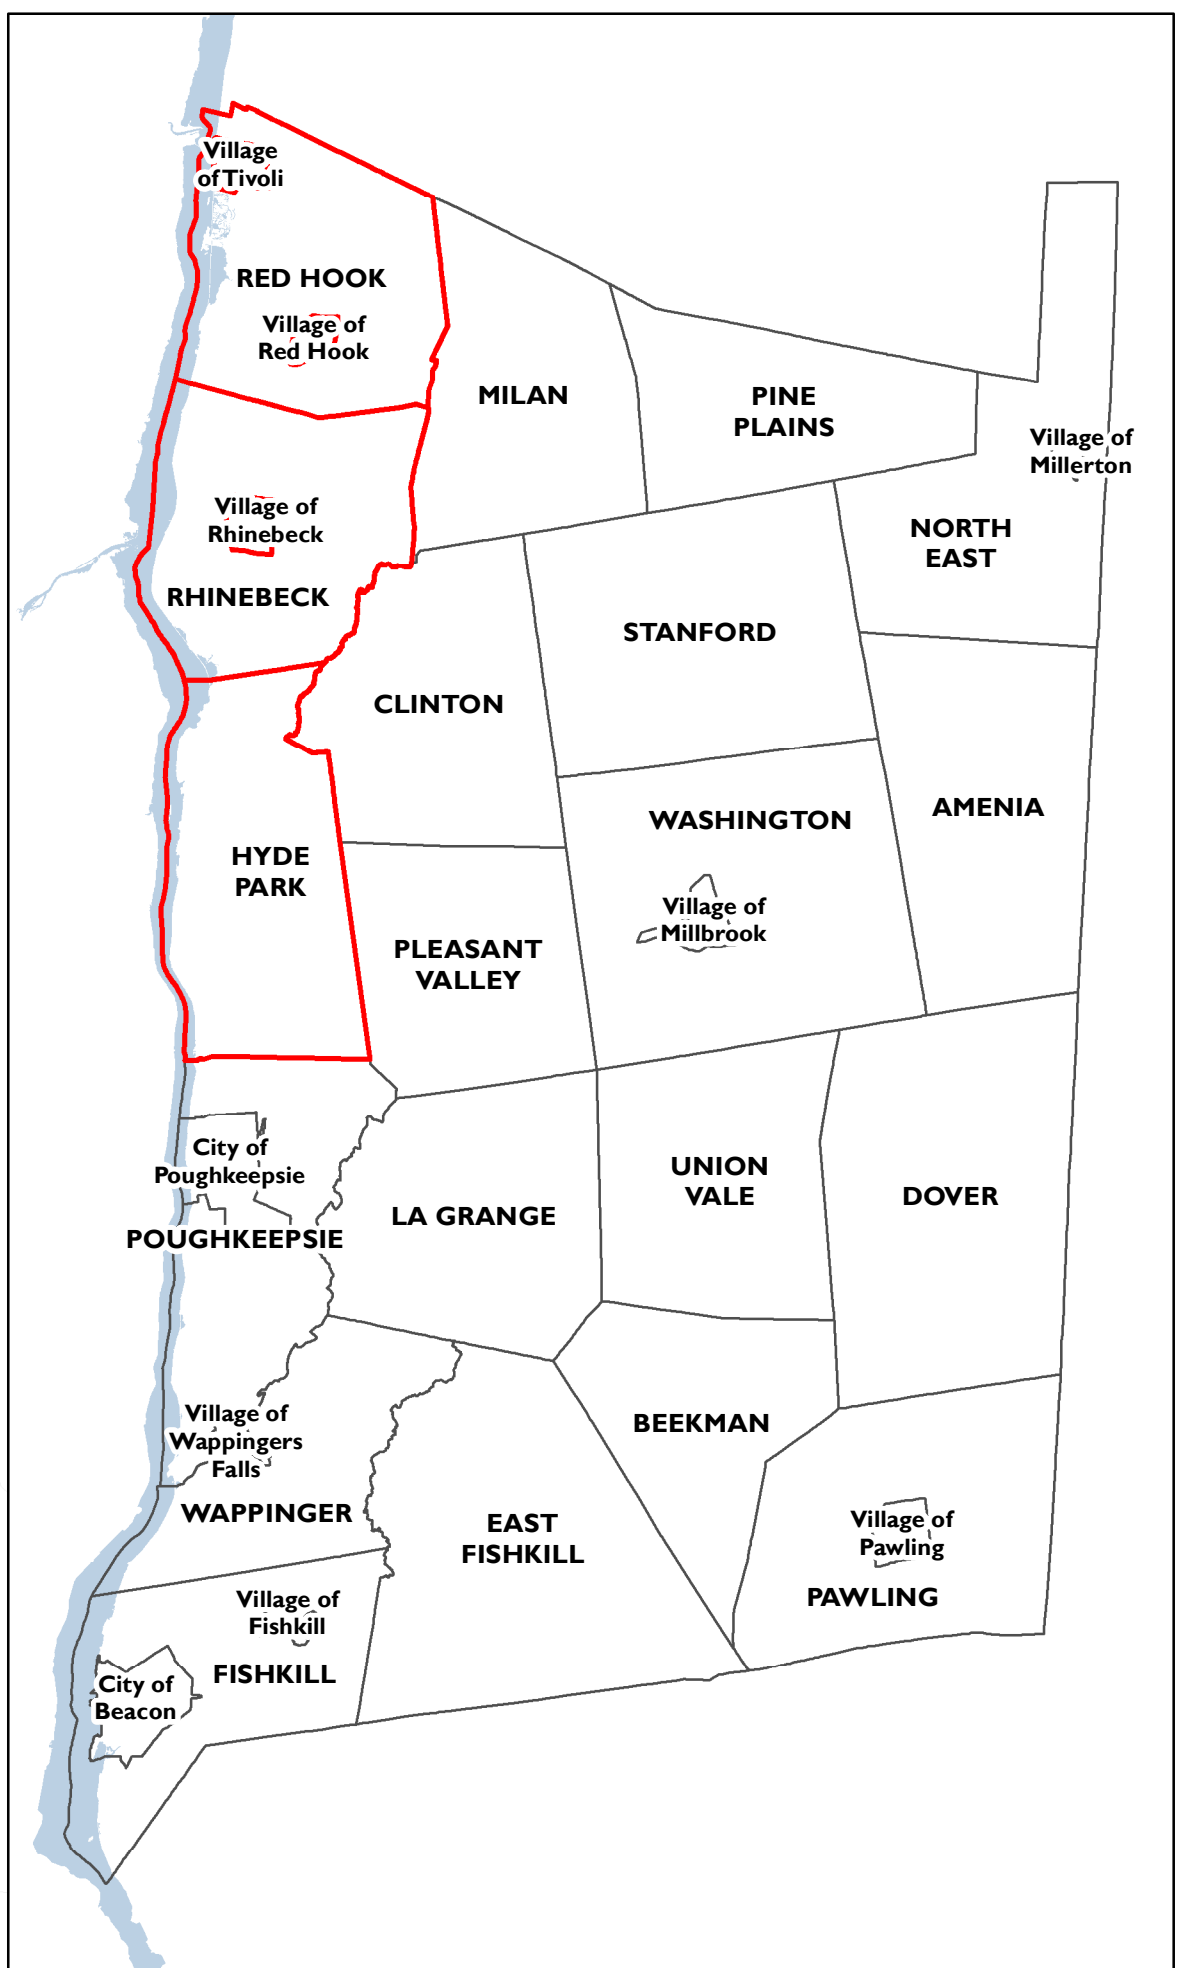 Village
of Tivoli
RED HOOK
Village of
Red Hook
MILAN
PINE
PLAINS
Village of
Millerton
Village of
Rhinebeck
NORTH
EAST
RHINEBECK
STANFORD
CLINTON
WASHINGTON
AMENIA
HYDE
PARK
Village of
Millbrook
PLEASANT
VALLEY
City of
Poughkeepsie
UNION
VALE
DOVER
LA GRANGE
POUGHKEEPSIE
Village of
Wappingers
Falls
BEEKMAN
WAPPINGER
EAST
FISHKILL
Village of
Pawling
PAWLING
Village of
Fishkill
FISHKILL
City of
Beacon